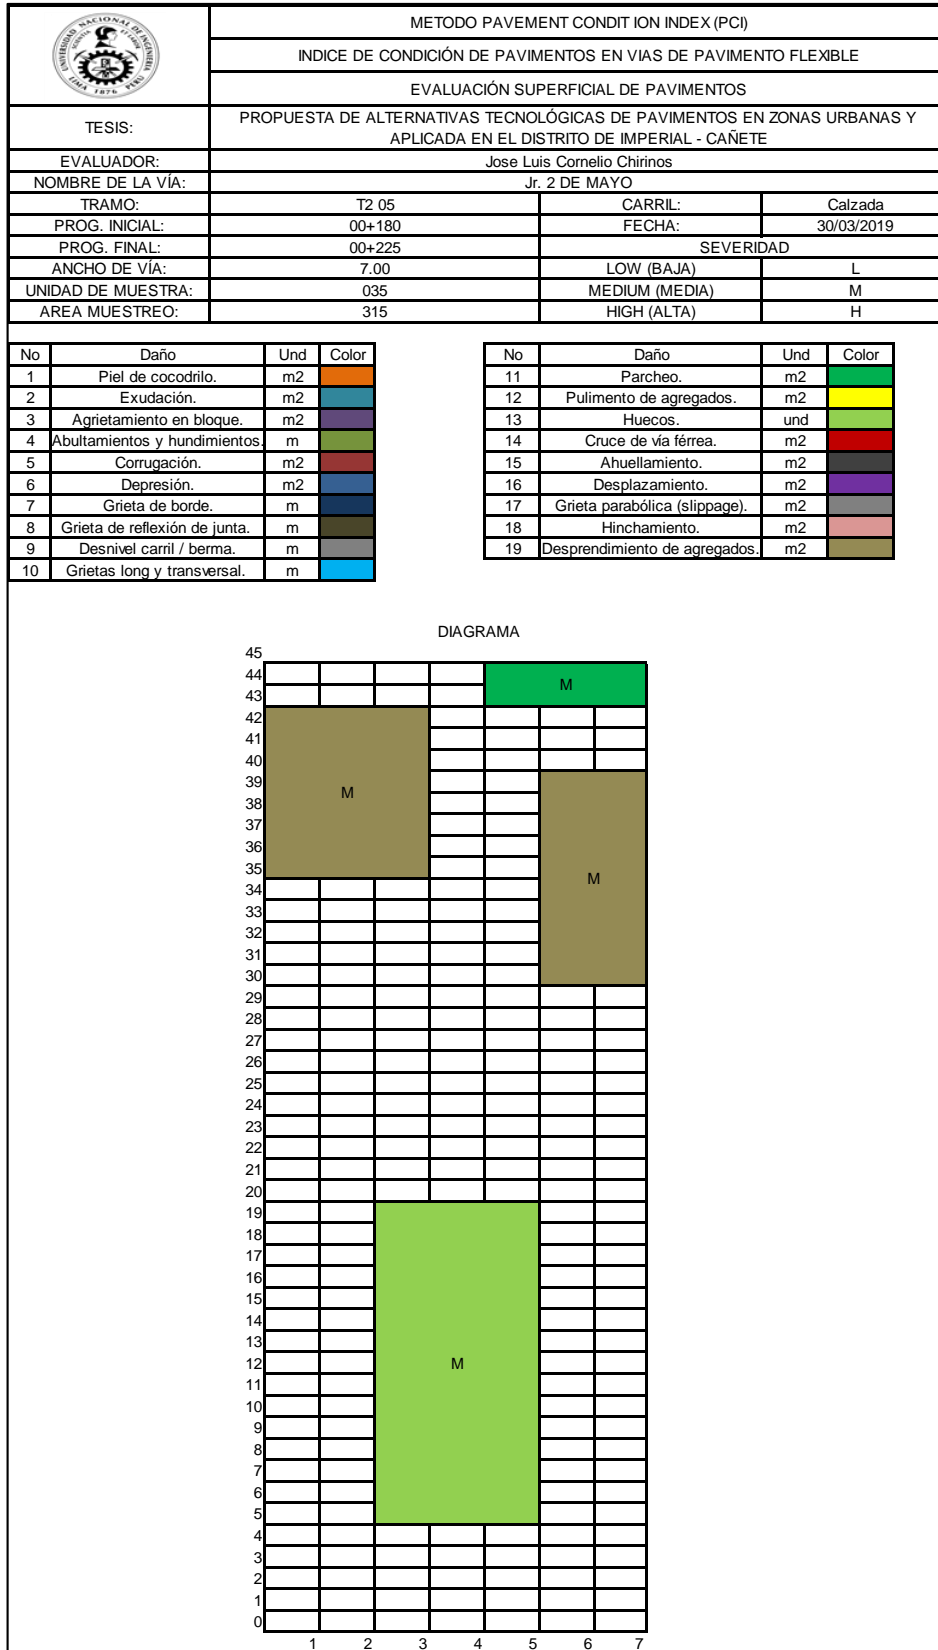 UNIVERSIDAD NACIONAL DE INGENIERIA
SCIENTIA ET LABOR
LIMA 1876 PERU
METODO PAVEMENT CONDIT ION INDEX (PCI)
INDICE DE CONDICIÓN DE PAVIMENTOS EN VIAS DE PAVIMENTO FLEXIBLE
EVALUACIÓN SUPERFICIAL DE PAVIMENTOS
TESIS: PROPUESTA DE ALTERNATIVAS TECNOLÓGICAS DE PAVIMENTOS EN ZONAS URBANAS Y
APLICADA EN EL DISTRITO DE IMPERIAL - CAÑETE
EVALUADOR: Jose Luis Cornelio Chirinos
NOMBRE DE LA VÍA: Jr. 2 DE MAYO
TRAMO: T2 05 CARRIL: Calzada
PROG. INICIAL: 00+180 FECHA: 30/03/2019
PROG. FINAL: 00+225 SEVERIDAD
ANCHO DE VÍA: 7.00 LOW (BAJA) L
UNIDAD DE MUESTRA: 035 MEDIUM (MEDIA) M
AREA MUESTREO: 315 HIGH (ALTA) H
No Daño Und Color
1 Piel de cocodrilo. m2
2 Exudación. m2
3 Agrietamiento en bloque. m2
4 Abultamientos y hundimientos. m
5 Corrugación. m2
6 Depresión. m2
7 Grieta de borde. m
8 Grieta de reflexión de junta. m
9 Desnivel carril / berma. m
10 Grietas long y transversal. m
No Daño Und Color
11 Parcheo. m2
12 Pulimento de agregados. m2
13 Huecos. und
14 Cruce de vía férrea. m2
15 Ahuellamiento. m2
16 Desplazamiento. m2
17 Grieta parabólica (slippage). m2
18 Hinchamiento. m2
19 Desprendimiento de agregados. m2
DIAGRAMA
45
44
M
43
42
41
40
39
M
38
37
36
35
M
34
33
32
31
30
29
28
27
26
25
24
23
22
21
20
19
18
17
16
15
14
13
12
M
11
10
9
8
7
6
5
4
3
2
1
0
1 2 3 4 5 6 7